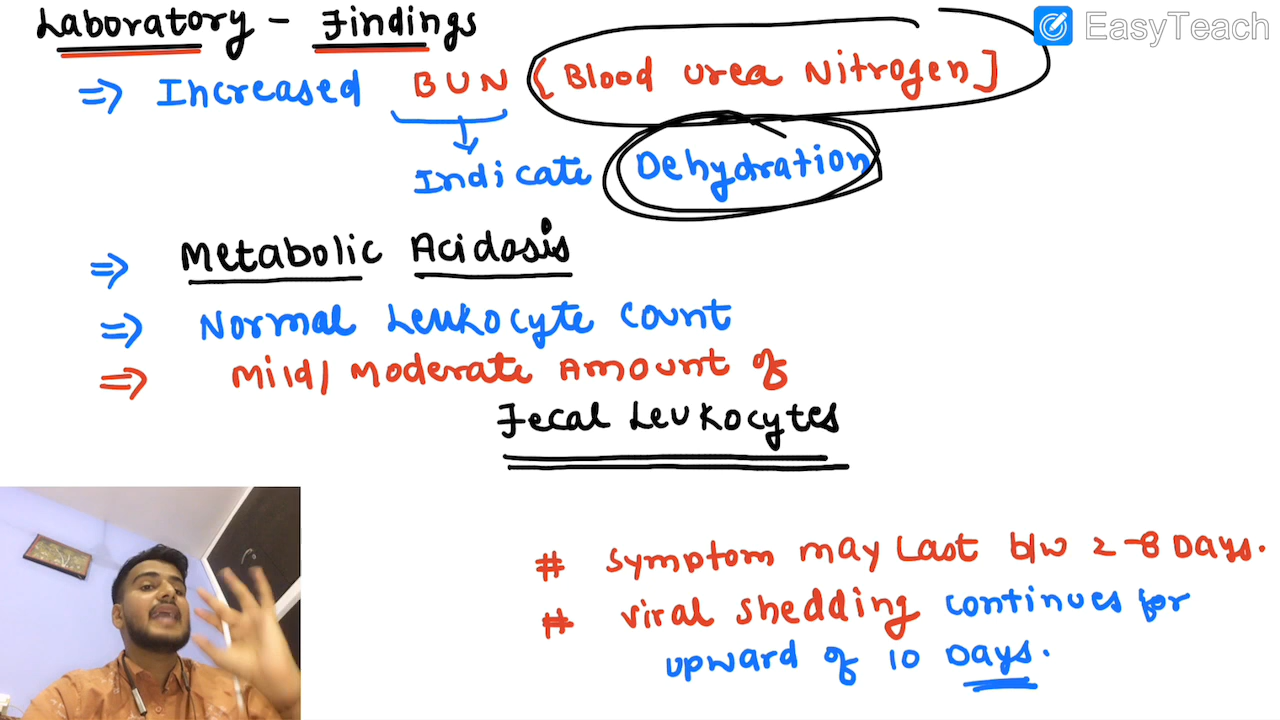 Laboratory - Findings
EasyTeach
⇒ Increased BUN [Blood urea Nitrogen]
Indicate Dehydration
⇒ Metabolic Acidosis
⇒ Normal Leukocyte count
⇒ Mild/Moderate Amount of
Fecal Leukocytes
# Symptom may Last b/w 2-8 Days.
# Viral shedding continues for
upward of 10 Days.